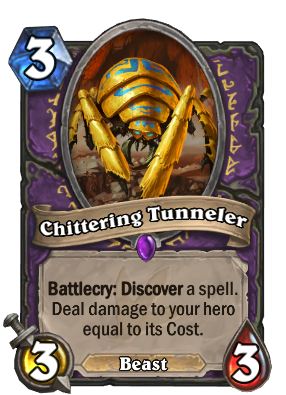 3
Chittering Tunneler
Battlecry: Discover a spell.
Deal damage to your hero
equal to its Cost.
3
Beast
3